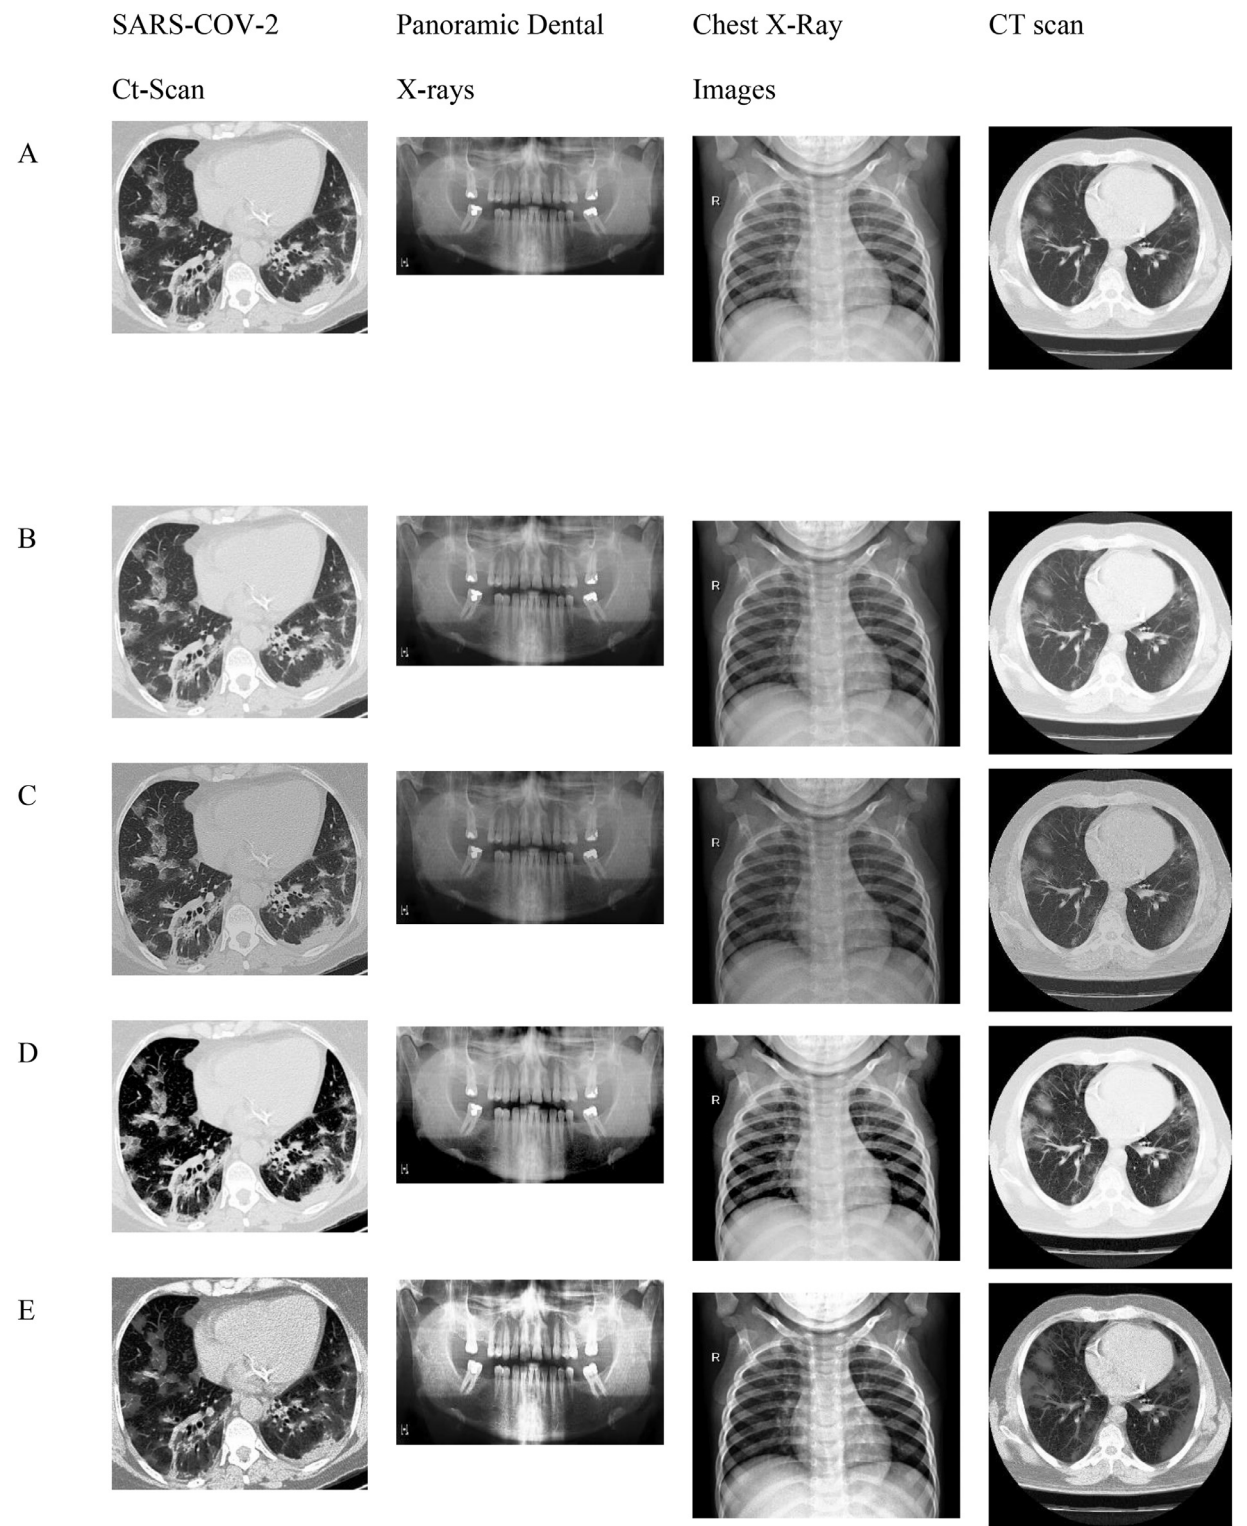 SARS-COV-2 Panoramic Dental Chest X-Ray CT scan
Ct-Scan X-rays Images
A
R
H
B
R
H
C
R
H
D
R
H
E
R
H